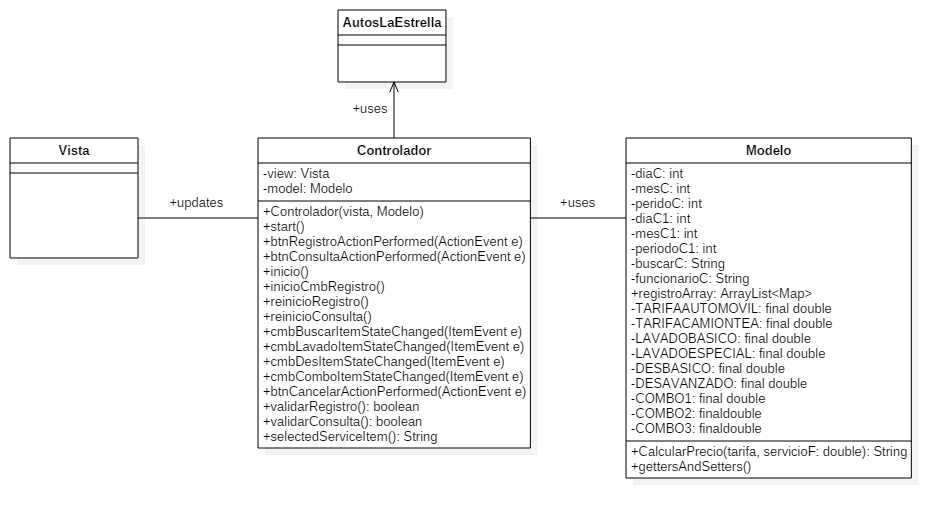 AutosLaEstrella
+uses
Vista
+updates
Controlador
-view: Vista
-model: Modelo
+Controlador(vista, Modelo)
+start()
+btnRegistroActionPerformed(ActionEvent e)
+btnConsultaActionPerformed(ActionEvent e)
+inicio()
+inicioCmbRegistro()
+reinicioRegistro()
+reinicioConsulta()
+cmbBuscarItemStateChanged(ItemEvent e)
+cmbLavadoItemStateChanged(ItemEvent e)
+cmbDesItemStateChanged(ItemEvent e)
+cmbComboItemStateChanged(ItemEvent e)
+btnCancelarActionPerformed(ActionEvent e)
+validarRegistro(): boolean
+validarConsulta(): boolean
+selectedServiceItem(): String
+uses
Modelo
-diaC: int
-mesC: int
-peridoC: int
-diaC1: int
-mesC1: int
-periodoC1: int
-buscarC: String
-funcionarioC: String
+registroArray: ArrayList<Map>
-TARIFAAUTOMOVIL: final double
-TARIFACAMIONTEA: final double
-LAVADOBASICO: final double
-LAVADOESPECIAL: final double
-DESBASICO: final double
-DESAVANZADO: final double
-COMBO1: final double
-COMBO2: finaldouble
-COMBO3: finaldouble
+CalcularPrecio(tarifa, servicioF: double): String
+gettersAndSetters()